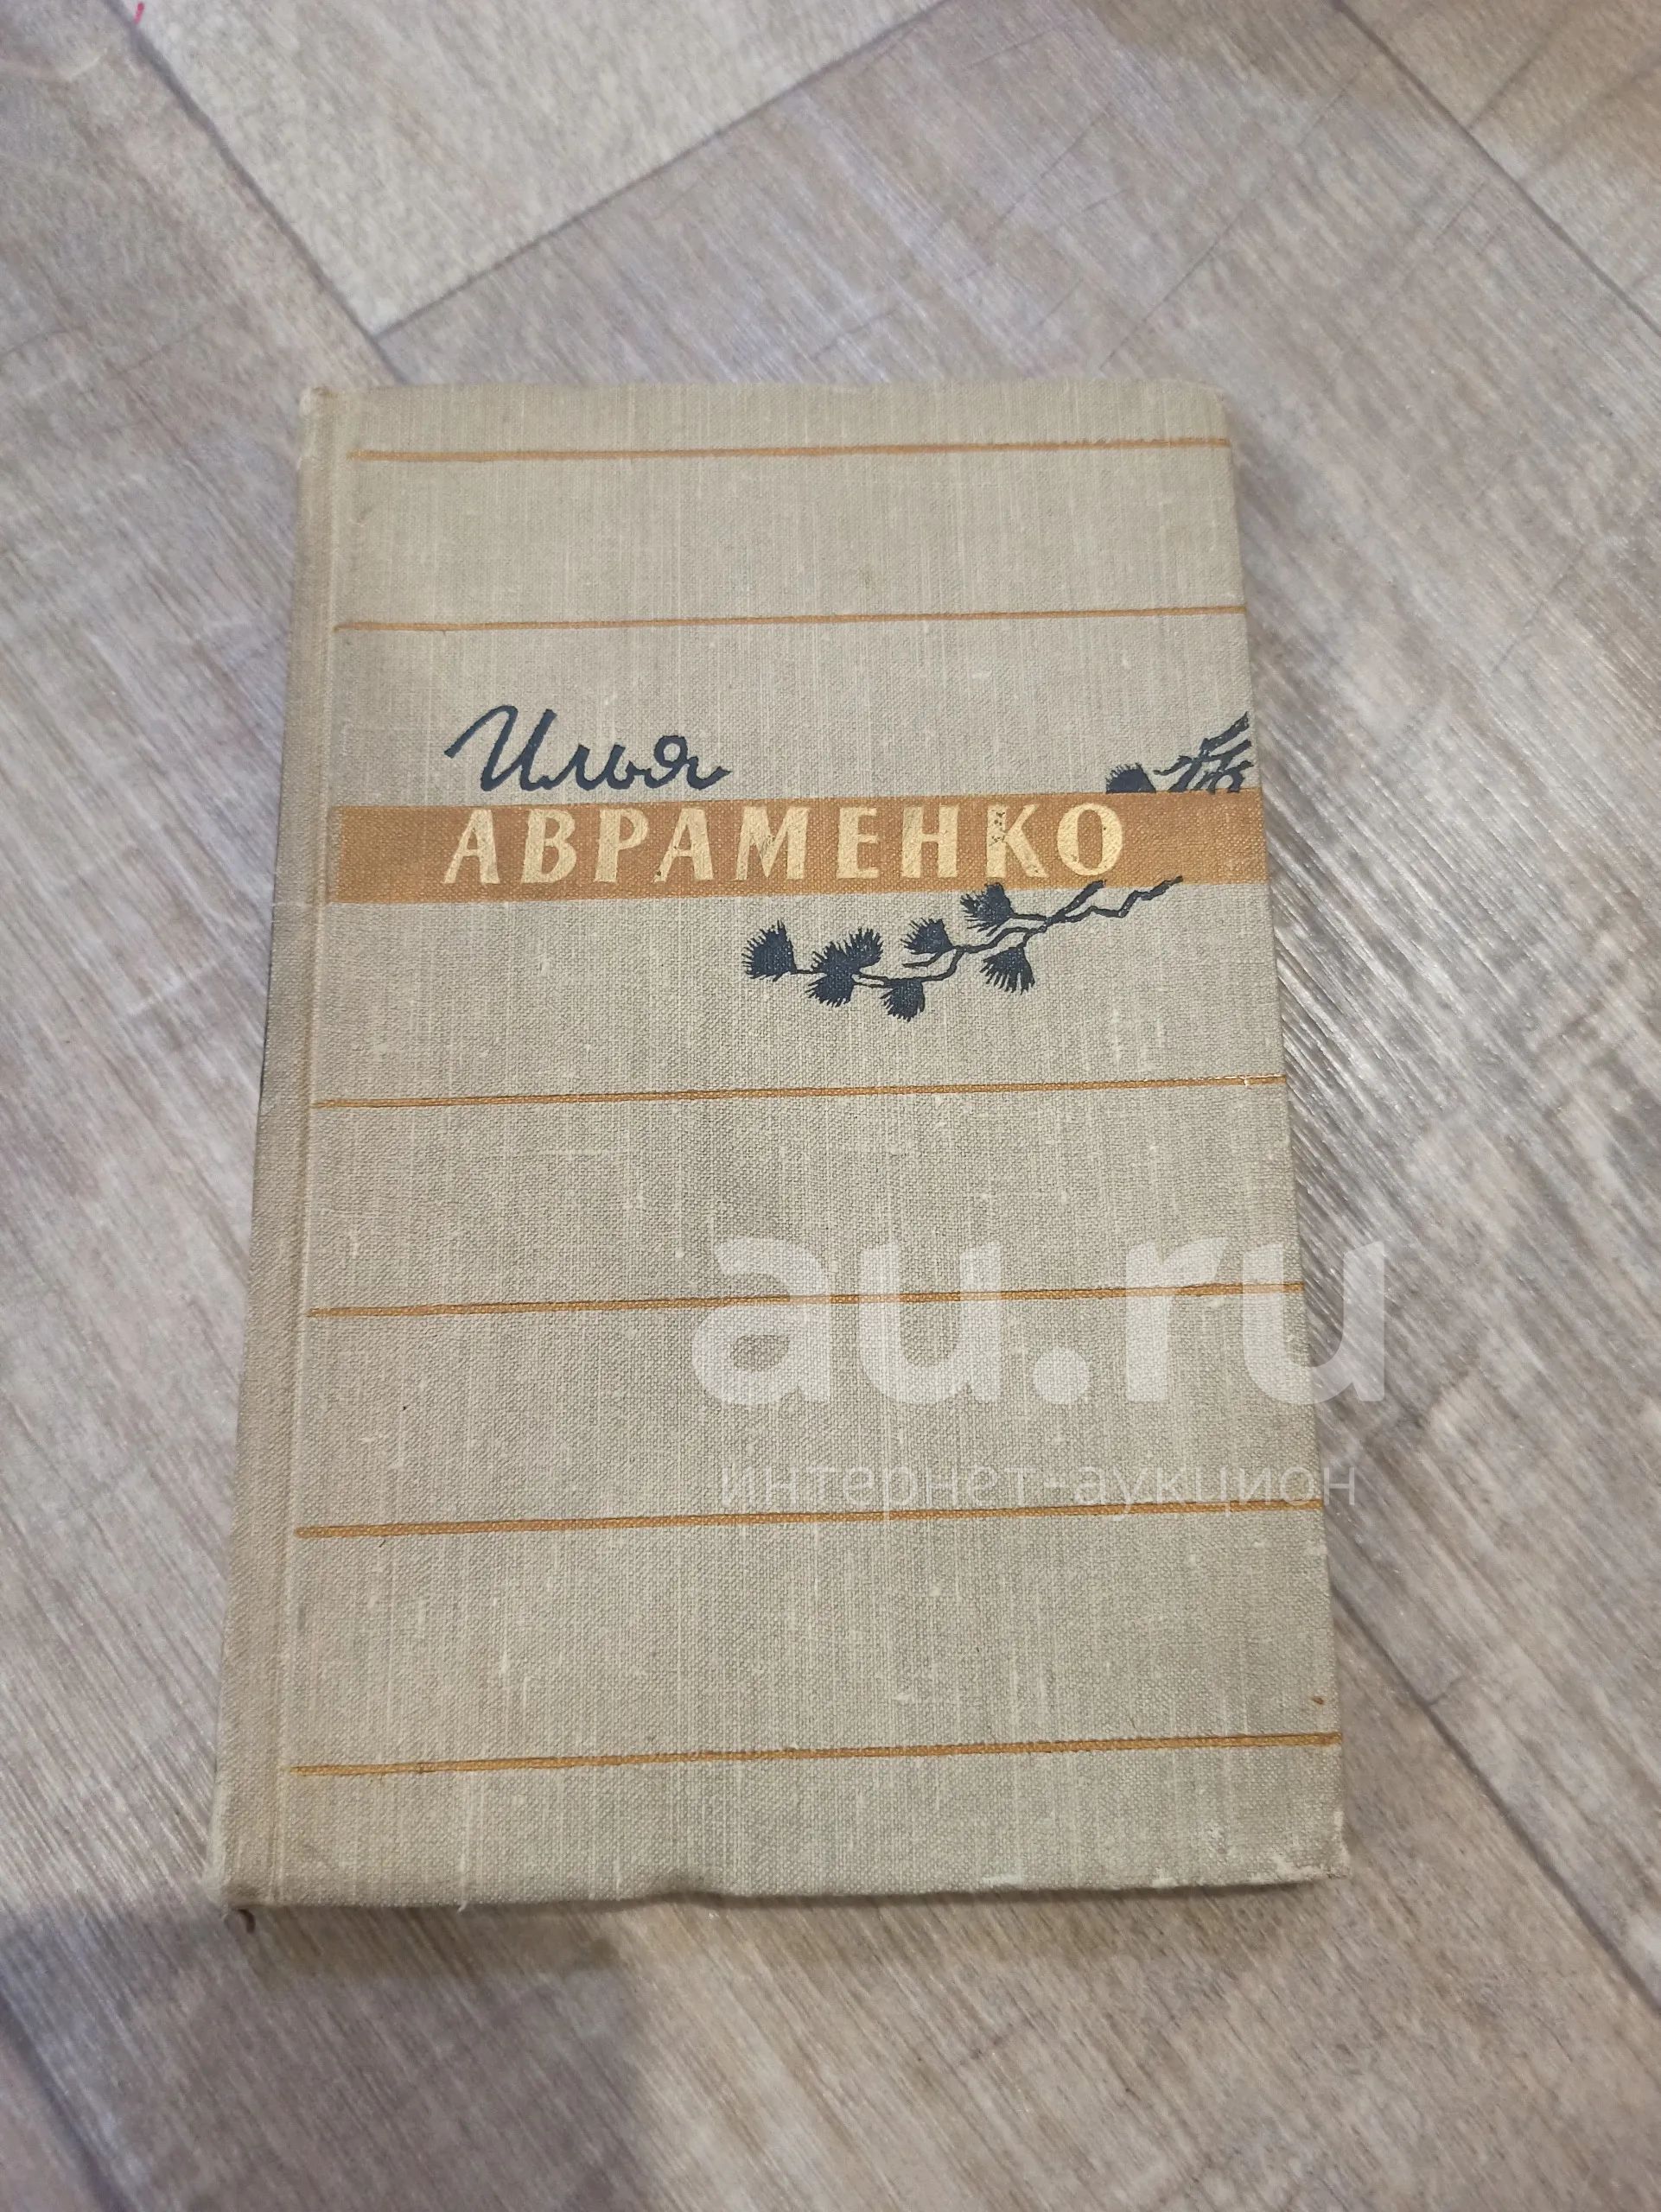 Илья
АВРАМЕНКО
au.ru
интернет-аукцион